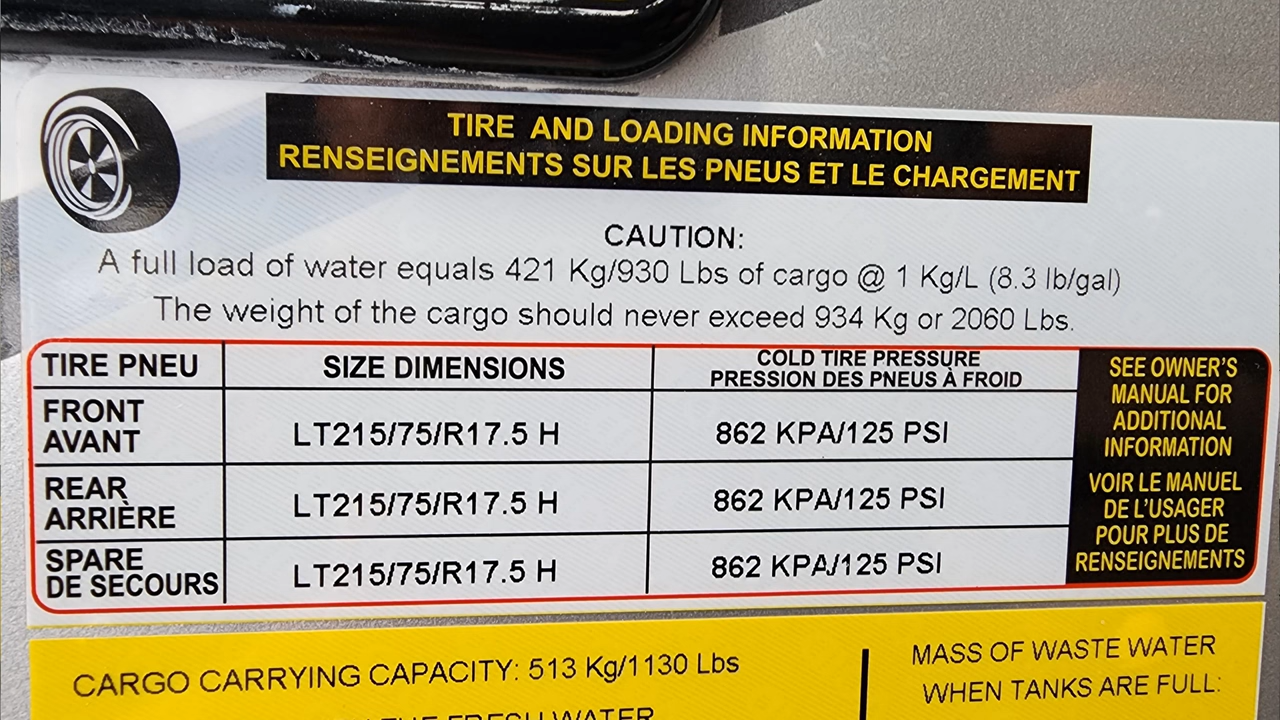 TIRE AND LOADING INFORMATION
RENSEIGNEMENTS SUR LES PNEUS ET LE CHARGEMENT
CAUTION:
A full load of water equals 421 Kg/930 Lbs of cargo @ 1 Kg/L (8.3 lb/gal)
The weight of the cargo should never exceed 934 Kg or 2060 Lbs.
TIRE PNEU SIZE DIMENSIONS COLD TIRE PRESSURE
PRESSION DES PNEUS À FROID
FRONT
AVANT
LT215/75/R17.5 H 862 KPA/125 PSI
REAR
ARRIÈRE
LT215/75/R17.5 H 862 KPA/125 PSI
SPARE
DE SECOURS
LT215/75/R17.5 H 862 KPA/125 PSI
SEE OWNER'S
MANUAL FOR
ADDITIONAL
INFORMATION
VOIR LE MANUEL
DE L'USAGER
POUR PLUS DE
RENSEIGNEMENTS
CARGO CARRYING CAPACITY: 513 Kg/1130 Lbs
THE FRESH WATER
MASS OF WASTE WATER
WHEN TANKS ARE FULL: